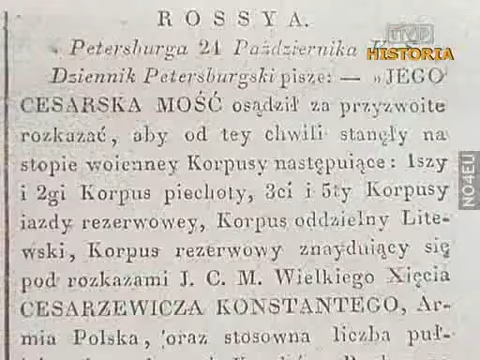 ROSSYA.
Petersburga 21 Października
Dziennik Petersburgski pisze: — „JEGO
CESARSKA MOŚĆ osądził za przyzwoite
rozkazać, aby od tey chwili stanęły na
stopie woienney Korpusy następujące: 1szy
i 2gi Korpus piechoty, 3ci i 5ty Korpusy
iazdy rezerwowey, Korpus oddzielny Lite-
wski, Korpus rezerwowy znayduiący się
pod rozkazami J. C. M. Wielkiego Xięcia
CESARZEWICZA KONSTANTEGO, Ar-
mia Polska, oraz stosowna liczba puł-
TVP
HISTORIA
NO4EU